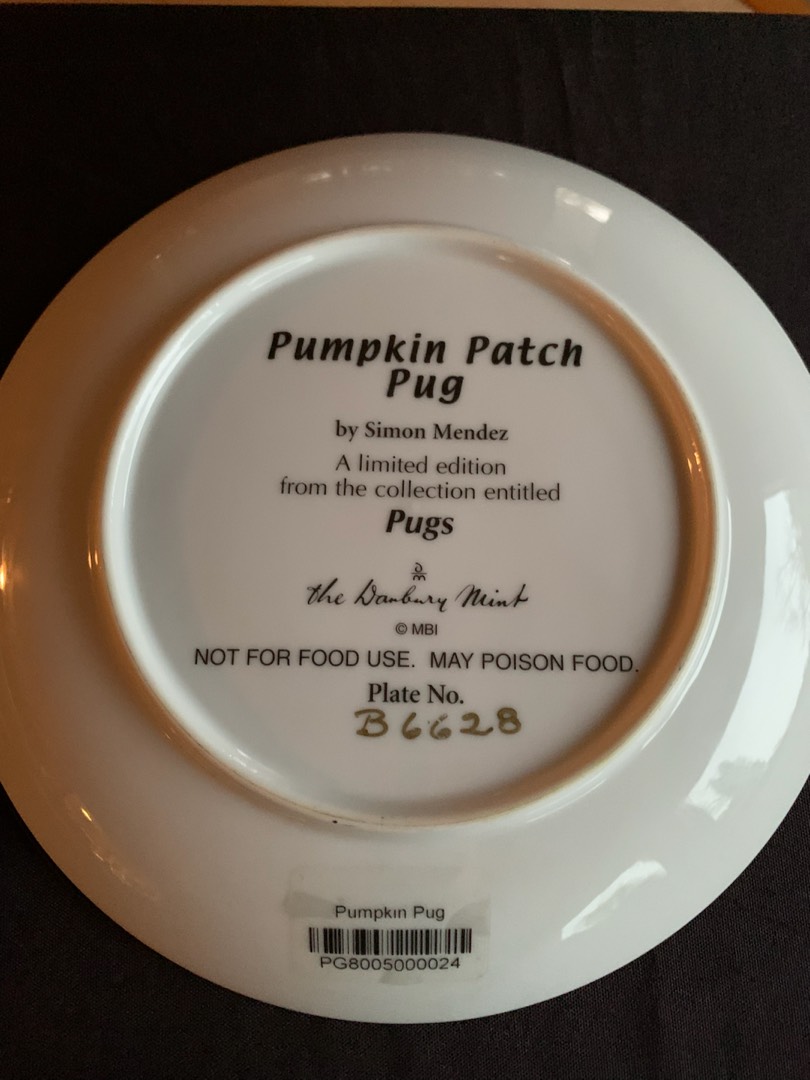 Pumpkin Patch
Pug
by Simon Mendez
A limited edition
from the collection entitled
Pugs
the Danbury Mint
© MBI
NOT FOR FOOD USE. MAY POISON FOOD.
Plate No.
B6628
Pumpkin Pug
PG8005000024